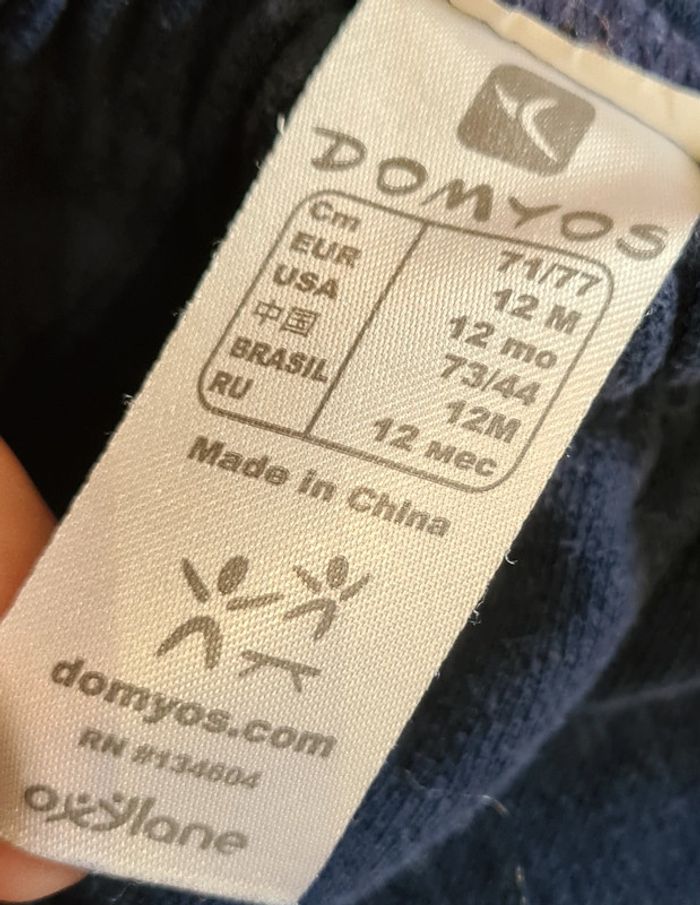 DOMYOS
Cm 71/77
EUR 12 M
USA 12 mo
中国 73/44
BRASIL 12M
RU 12 мес
Made in China
domyos.com
RN #134604
oxylane